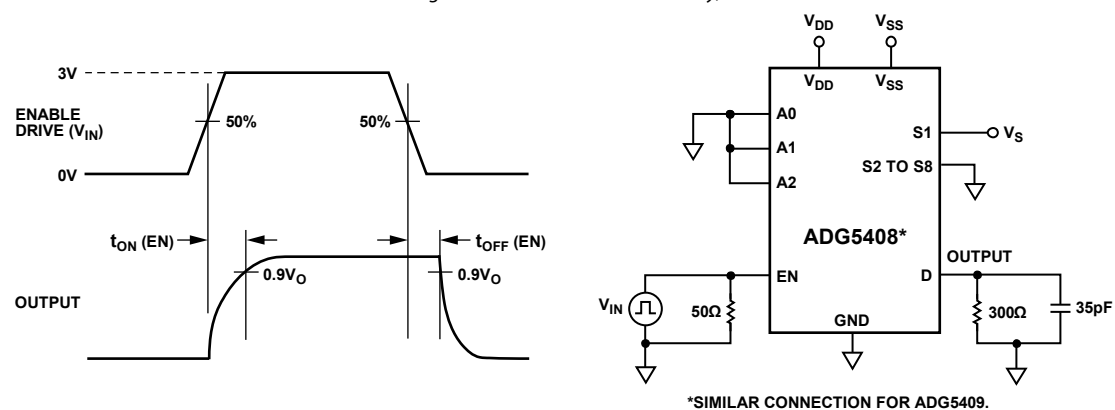 3V
ENABLE
DRIVE (VIN)
50%
50%
0V
tON (EN)
tOFF (EN)
0.9VO
0.9VO
OUTPUT
VDD
VSS
VDD
VSS
A0
A1
A2
S1
VS
S2 TO S8
ADG5408*
OUTPUT
EN
D
VIN
50Ω
300Ω
35pF
GND
*SIMILAR CONNECTION FOR ADG5409.